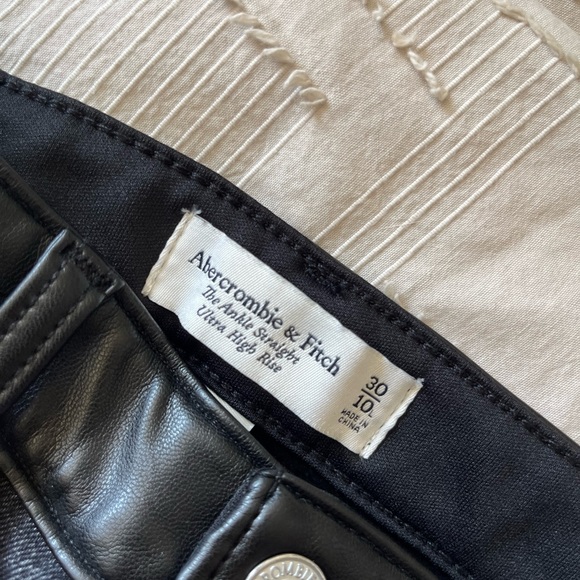 Abercrombie & Fitch
The Ankle Straight
Ultra High Rise
30
10L
MADE IN
CHINA